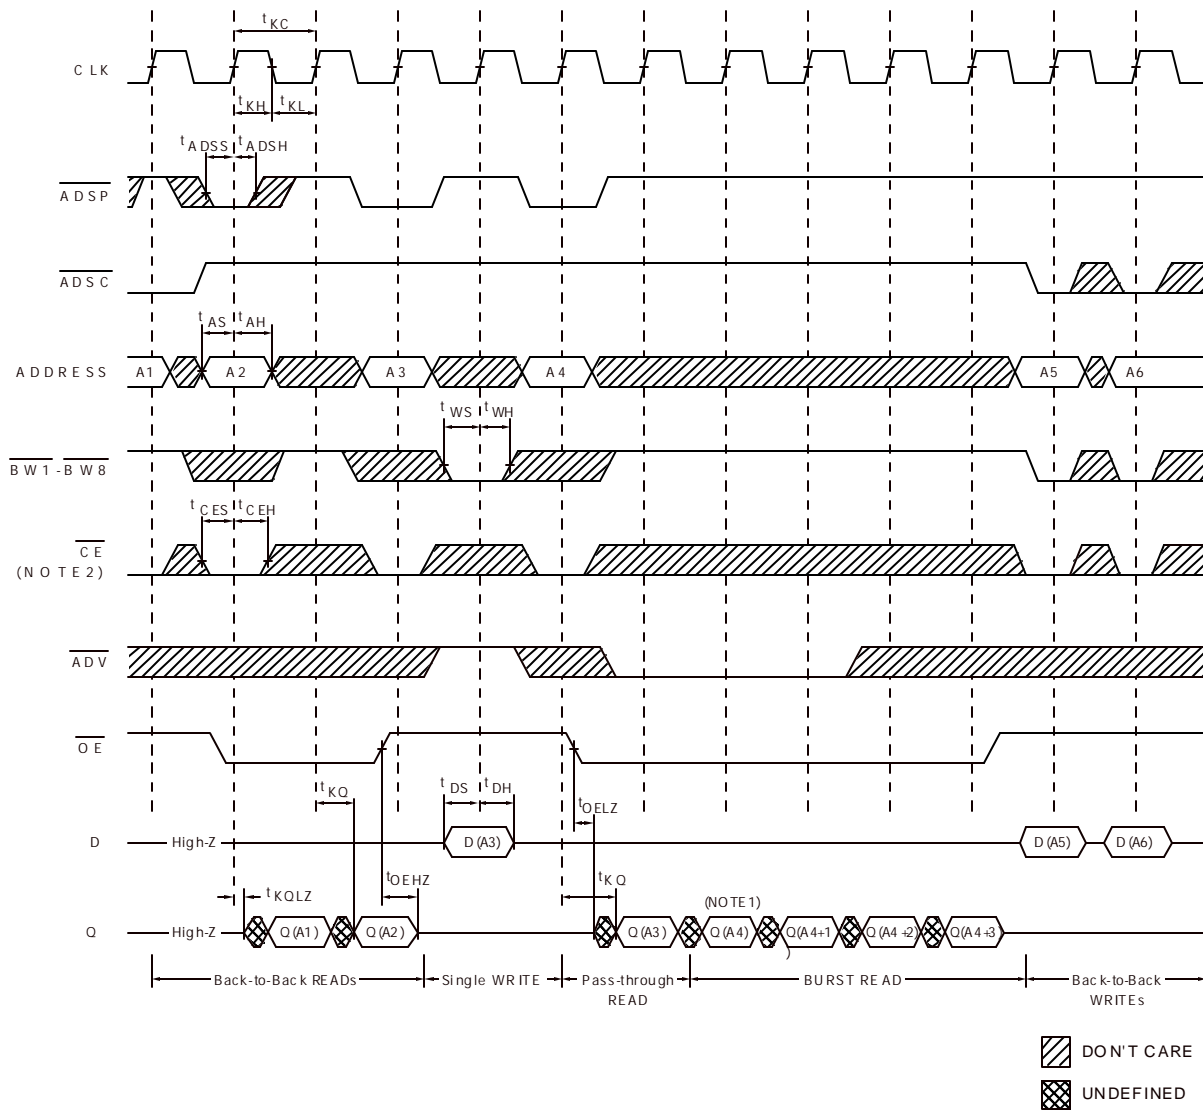 tKC
CLK
tKH tKL
tADSS tADSH
ADSP
ADSC
tAS tAH
ADDRESS A1 A2 A3 A4 A5 A6
tWS tWH
BW1-BW8
tCES tCEH
CE
(NOTE2)
ADV
OE
tKQ tDS tDH tOELZ
D High-Z D(A3) D(A5) D(A6)
tKQLZ tOEHZ tKQ
(NOTE1)
Q High-Z Q(A1) Q(A2) Q(A3) Q(A4) Q(A4+1) Q(A4+2) Q(A4+3)
Back-to-Back READs Single WRITE Pass-through BURST READ Back-to-Back
READ WRITEs
DON'T CARE
UNDEFINED